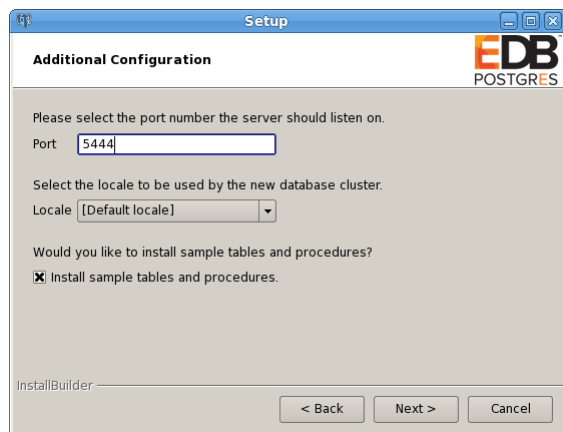 Setup
Additional Configuration
EDB
POSTGRES
Please select the port number the server should listen on.
Port 5444
Select the locale to be used by the new database cluster.
Locale [Default locale]
Would you like to install sample tables and procedures?
Install sample tables and procedures.
InstallBuilder
< Back Next > Cancel